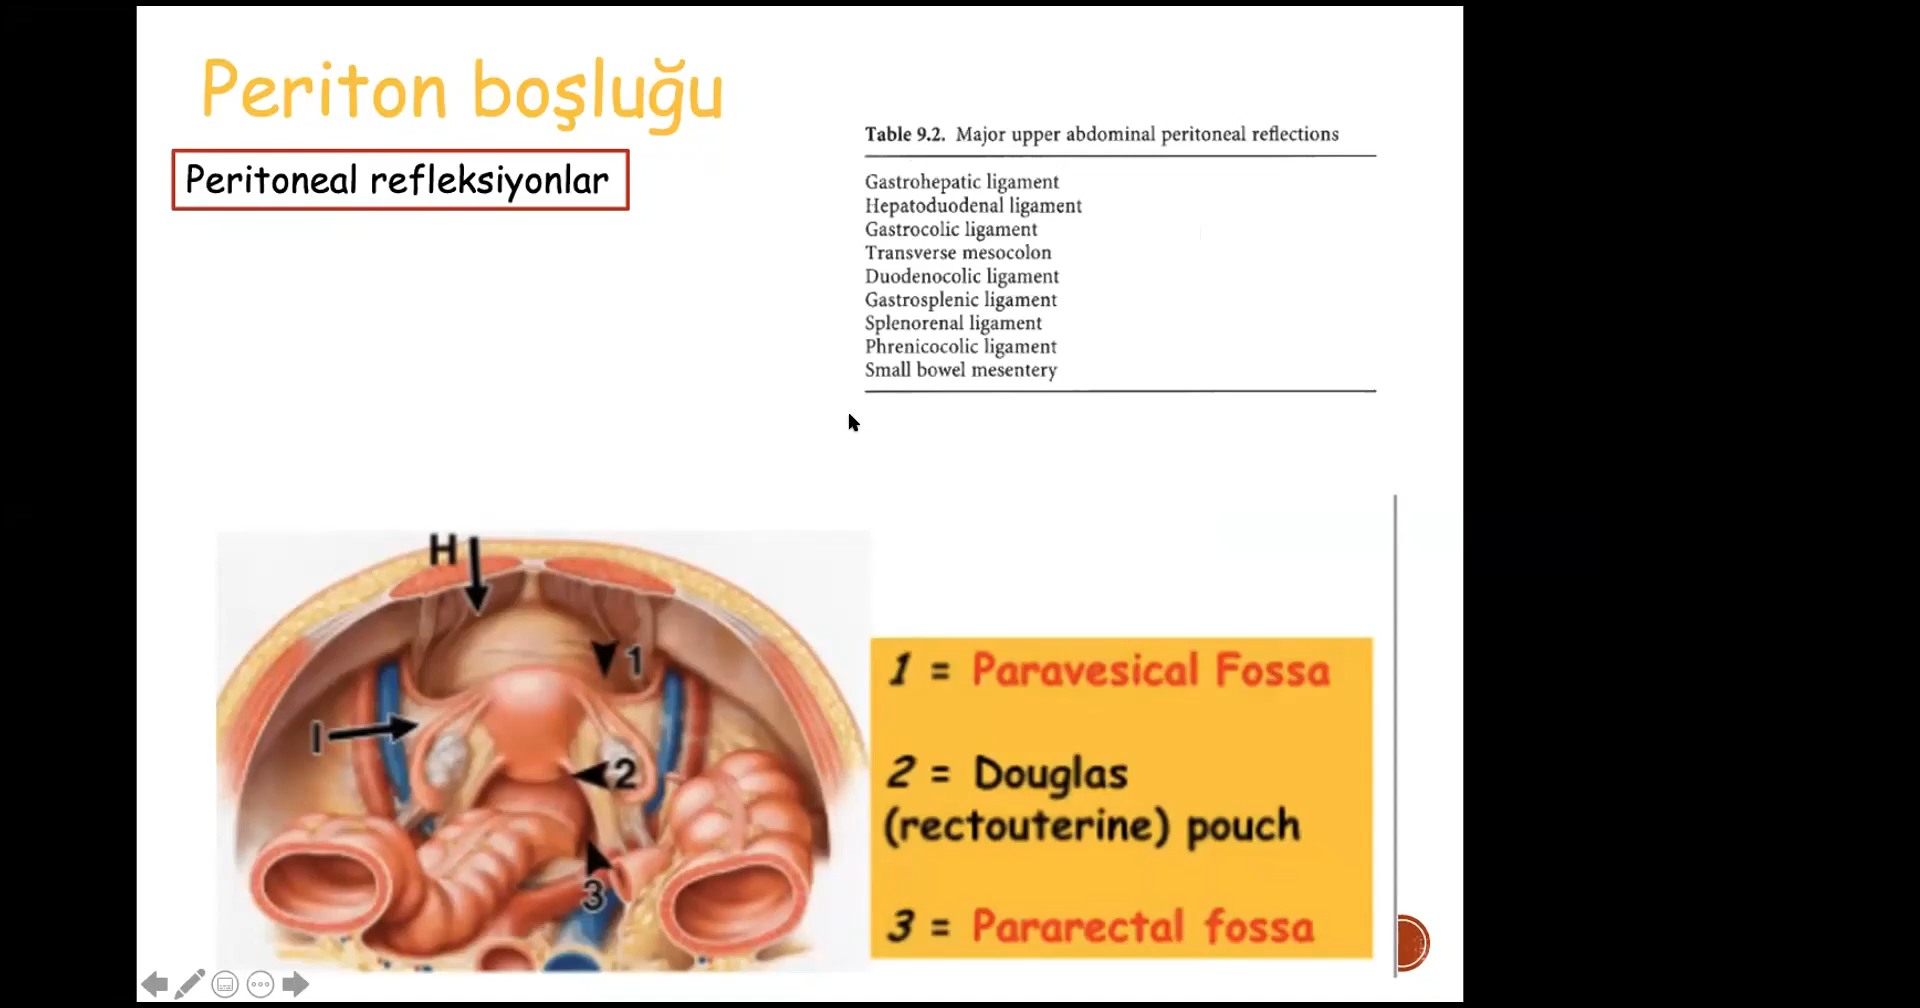 Periton boşluğu
Peritoneal refleksiyonlar
Table 9.2. Major upper abdominal peritoneal reflections
Gastrohepatic ligament
Hepatoduodenal ligament
Gastrocolic ligament
Transverse mesocolon
Duodenocolic ligament
Gastrosplenic ligament
Splenorenal ligament
Phrenicocolic ligament
Small bowel mesentery
H
1
I
2
3
1 = Paravesical Fossa
2 = Douglas
(rectouterine) pouch
3 = Pararectal fossa